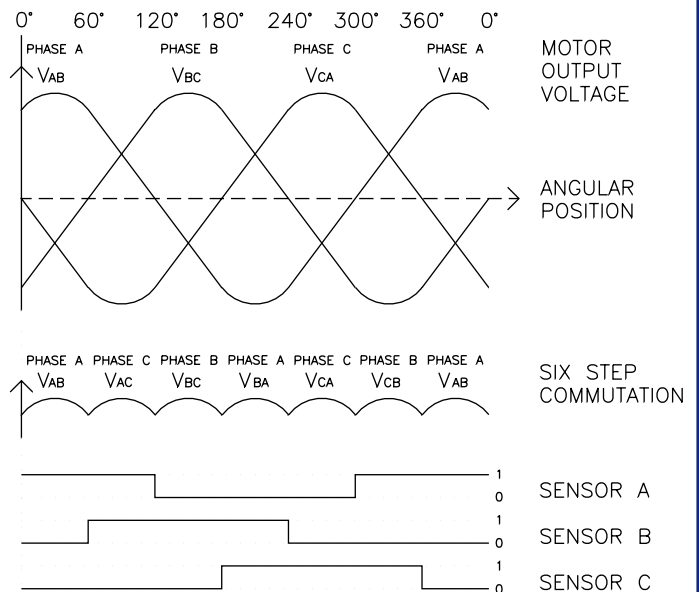 0° 60° 120° 180° 240° 300° 360° 0°
PHASE A PHASE B PHASE C PHASE A
VAB VBC VCA VAB
MOTOR
OUTPUT
VOLTAGE
ANGULAR
POSITION
PHASE A PHASE C PHASE B PHASE A PHASE C PHASE B PHASE A
VAB VAC VBC VBA VCA VCB VAB
SIX STEP
COMMUTATION
1
0
SENSOR A
1
0
SENSOR B
1
0
SENSOR C